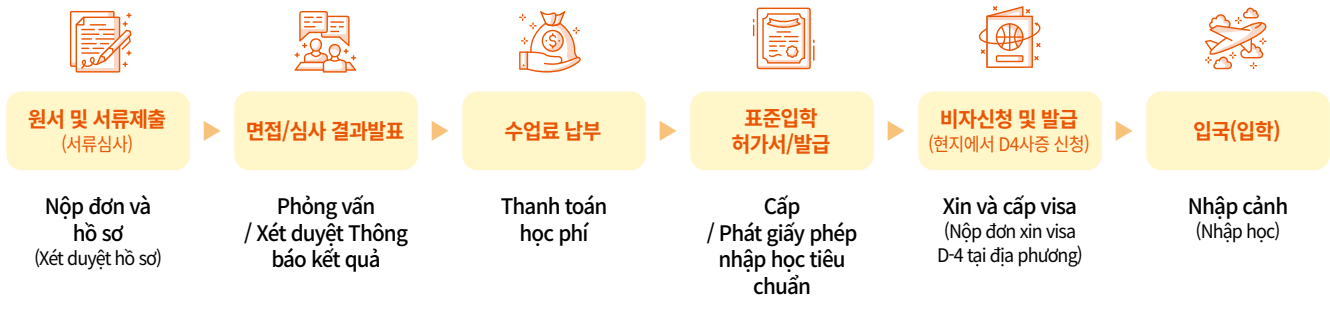 원서 및 서류제출
(서류심사)
면접/심사 결과발표
수업료 납부
표준입학
허가서/발급
비자신청 및 발급
(현지에서 D4사증 신청)
입국(입학)
Nộp đơn và
hồ sơ
(Xét duyệt hồ sơ)
Phỏng vấn
/ Xét duyệt Thông
báo kết quả
Thanh toán
học phí
Cấp
/ Phát giấy phép
nhập học tiêu
chuẩn
Xin và cấp visa
(Nộp đơn xin visa
D-4 tại địa phương)
Nhập cảnh
(Nhập học)